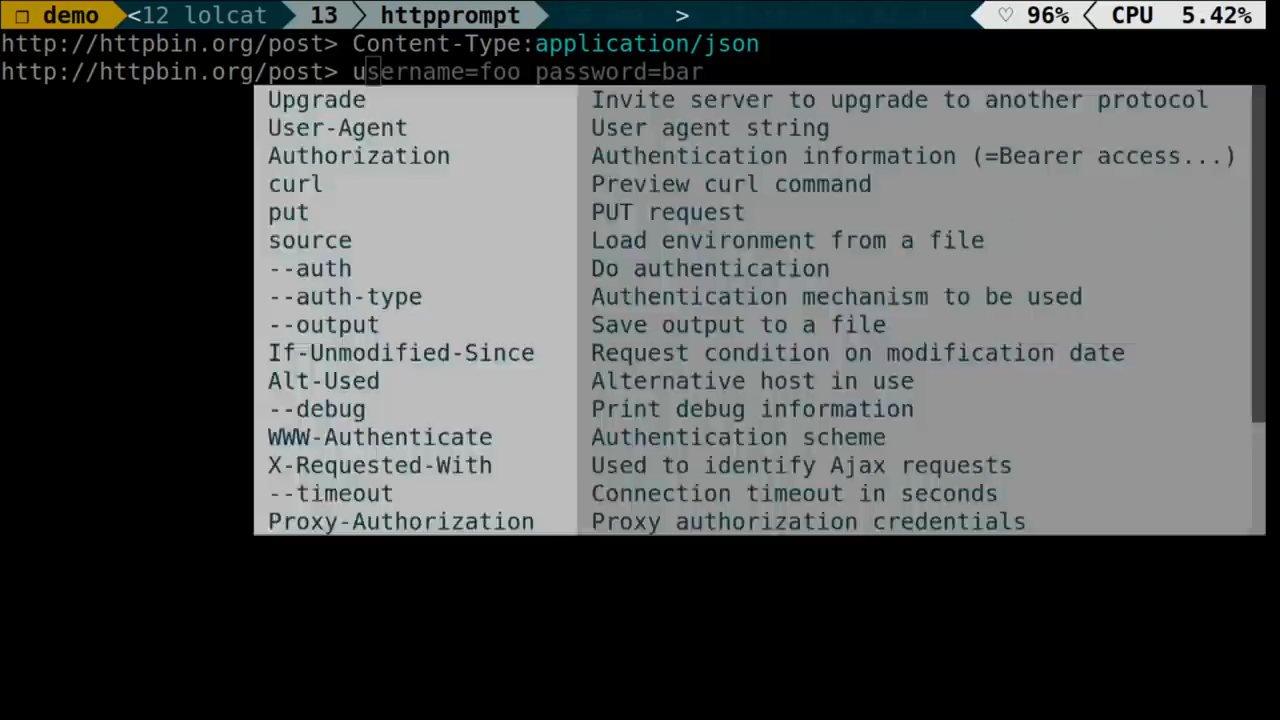 ❐ demo <12 lolcat 13 httpprompt > ♡ 96% CPU 5.42%
http://httpbin.org/post> Content-Type:application/json
http://httpbin.org/post> username=foo password=bar
Upgrade Invite server to upgrade to another protocol
User-Agent User agent string
Authorization Authentication information (=Bearer access...)
curl Preview curl command
put PUT request
source Load environment from a file
--auth Do authentication
--auth-type Authentication mechanism to be used
--output Save output to a file
If-Unmodified-Since Request condition on modification date
Alt-Used Alternative host in use
--debug Print debug information
WWW-Authenticate Authentication scheme
X-Requested-With Used to identify Ajax requests
--timeout Connection timeout in seconds
Proxy-Authorization Proxy authorization credentials